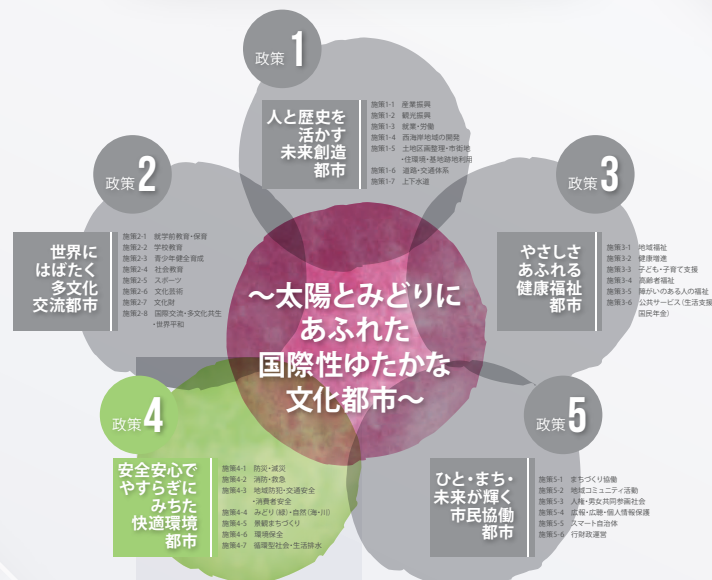 政策1
人と歴史を
活かす
未来創造
都市
施策1-1 産業振興
施策1-2 観光振興
施策1-3 就業・労働
施策1-4 西海岸地域の開発
施策1-5 土地区画整理・市街地
・住環境・基地跡地利用
施策1-6 道路・交通体系
施策1-7 上下水道
政策2
世界に
はばたく
多文化
交流都市
施策2-1 就学前教育・保育
施策2-2 学校教育
施策2-3 青少年健全育成
施策2-4 社会教育
施策2-5 スポーツ
施策2-6 文化芸術
施策2-7 文化財
施策2-8 国際交流・多文化共生
・世界平和
政策3
やさしさ
あふれる
健康福祉
都市
施策3-1 地域福祉
施策3-2 健康増進
施策3-3 子ども・子育て支援
施策3-4 高齢者福祉
施策3-5 障がいのある人の福祉
施策3-6 公共サービス(生活支援
国民年金)
～太陽とみどりに
あふれた
国際性ゆたかな
文化都市～
政策4
安全安心で
やすらぎに
みちた
快適環境
都市
施策4-1 防災・減災
施策4-2 消防・救急
施策4-3 地域防犯・交通安全
・消費者安全
施策4-4 みどり(緑)・自然(海・川)
施策4-5 景観まちづくり
施策4-6 環境保全
施策4-7 循環型社会・生活排水
政策5
ひと・まち・
未来が輝く
市民協働
都市
施策5-1 まちづくり協働
施策5-2 地域コミュニティ活動
施策5-3 人権・男女共同参画社会
施策5-4 広報・広聴・個人情報保護
施策5-5 スマート自治体
施策5-6 行財政運営